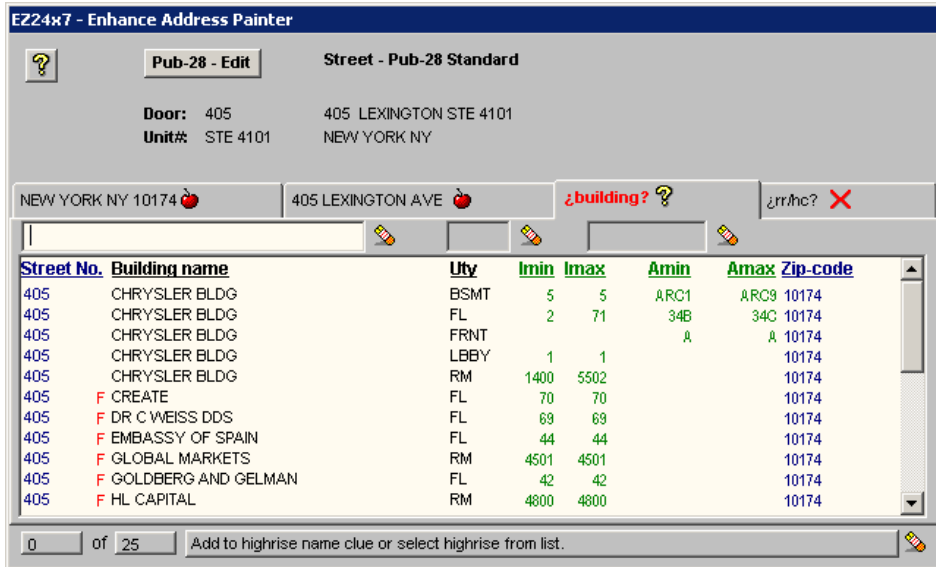 EZ24x7 - Enhance Address Painter
? Pub-28 - Edit Street - Pub-28 Standard
Door: 405 405 LEXINGTON STE 4101
Unit#: STE 4101 NEW YORK NY
NEW YORK NY 10174 405 LEXINGTON AVE ¿building? ? ¿rr/hc?
Street No. Building name Uty Imin Imax Amin Amax Zip-code
405 CHRYSLER BLDG BSMT 5 5 ARC1 ARC9 10174
405 CHRYSLER BLDG FL 2 71 34B 34C 10174
405 CHRYSLER BLDG FRNT A A 10174
405 CHRYSLER BLDG LBBY 1 1 10174
405 CHRYSLER BLDG RM 1400 5502 10174
405 F CREATE FL 70 70 10174
405 F DR C WEISS DDS FL 69 69 10174
405 F EMBASSY OF SPAIN FL 44 44 10174
405 F GLOBAL MARKETS RM 4501 4501 10174
405 F GOLDBERG AND GELMAN FL 42 42 10174
405 F HL CAPITAL RM 4800 4800 10174
0 of 25 Add to highrise name clue or select highrise from list.